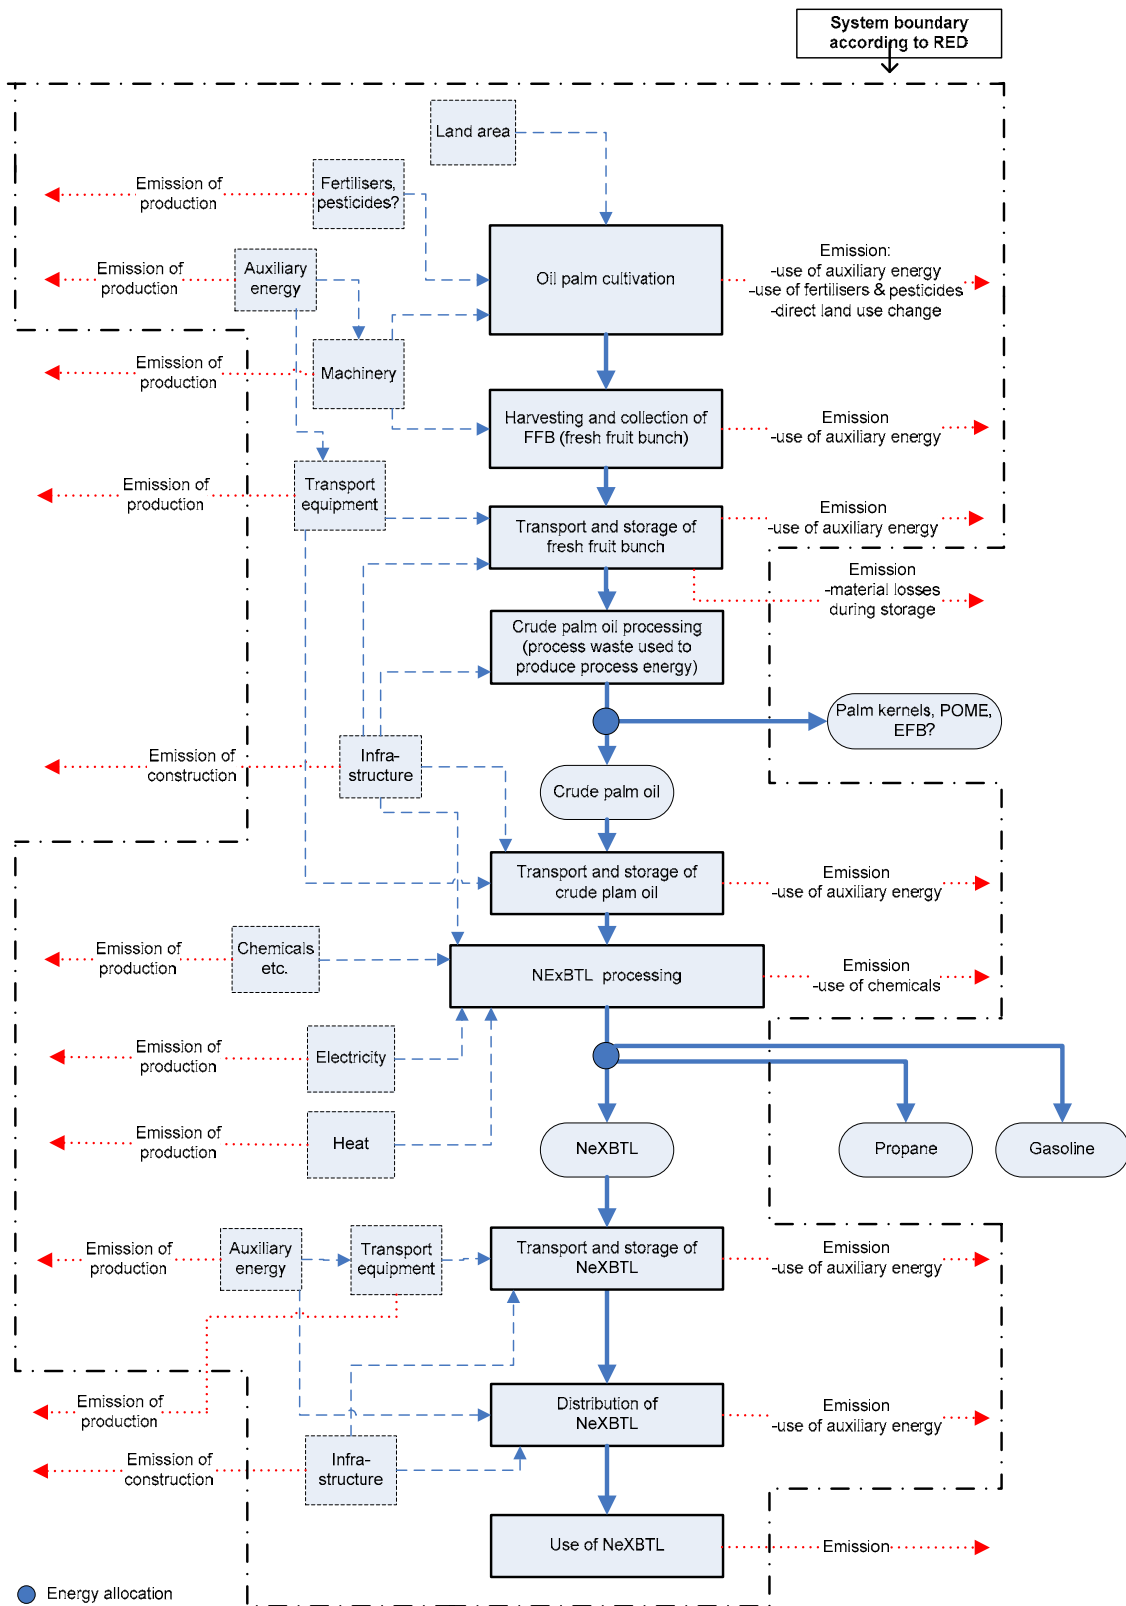 System boundary
according to RED
Land area
Emission of
production
Fertilisers,
pesticides?
Emission of
production
Auxiliary
energy
Oil palm cultivation
Emission:
-use of auxiliary energy
-use of fertilisers & pesticides
-direct land use change
Emission of
production
Machinery
Harvesting and collection of
FFB (fresh fruit bunch)
Emission
-use of auxiliary energy
Emission of
production
Transport
equipment
Transport and storage of
fresh fruit bunch
Emission
-use of auxiliary energy
Emission
-material losses
during storage
Crude palm oil processing
(process waste used to
produce process energy)
Palm kernels, POME,
EFB?
Emission of
construction
Infra-
structure
Crude palm oil
Transport and storage of
crude plam oil
Emission
-use of auxiliary energy
Emission of
production
Chemicals
etc.
NExBTL processing
Emission
-use of chemicals
Emission of
production
Electricity
Emission of
production
Heat
NeXBTL
Propane
Gasoline
Emission of
production
Auxiliary
energy
Transport
equipment
Transport and storage of
NeXBTL
Emission
-use of auxiliary energy
Emission of
production
Distribution of
NeXBTL
Emission
-use of auxiliary energy
Emission of
construction
Infra-
structure
Use of NeXBTL
Emission
Energy allocation